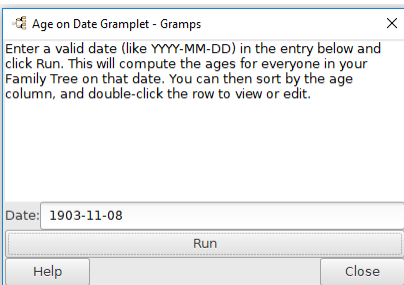 Age on Date Gramplet - Gramps
Enter a valid date (like YYYY-MM-DD) in the entry below and
click Run. This will compute the ages for everyone in your
Family Tree on that date. You can then sort by the age
column, and double-click the row to view or edit.
Date: 1903-11-08
Run
Help Close